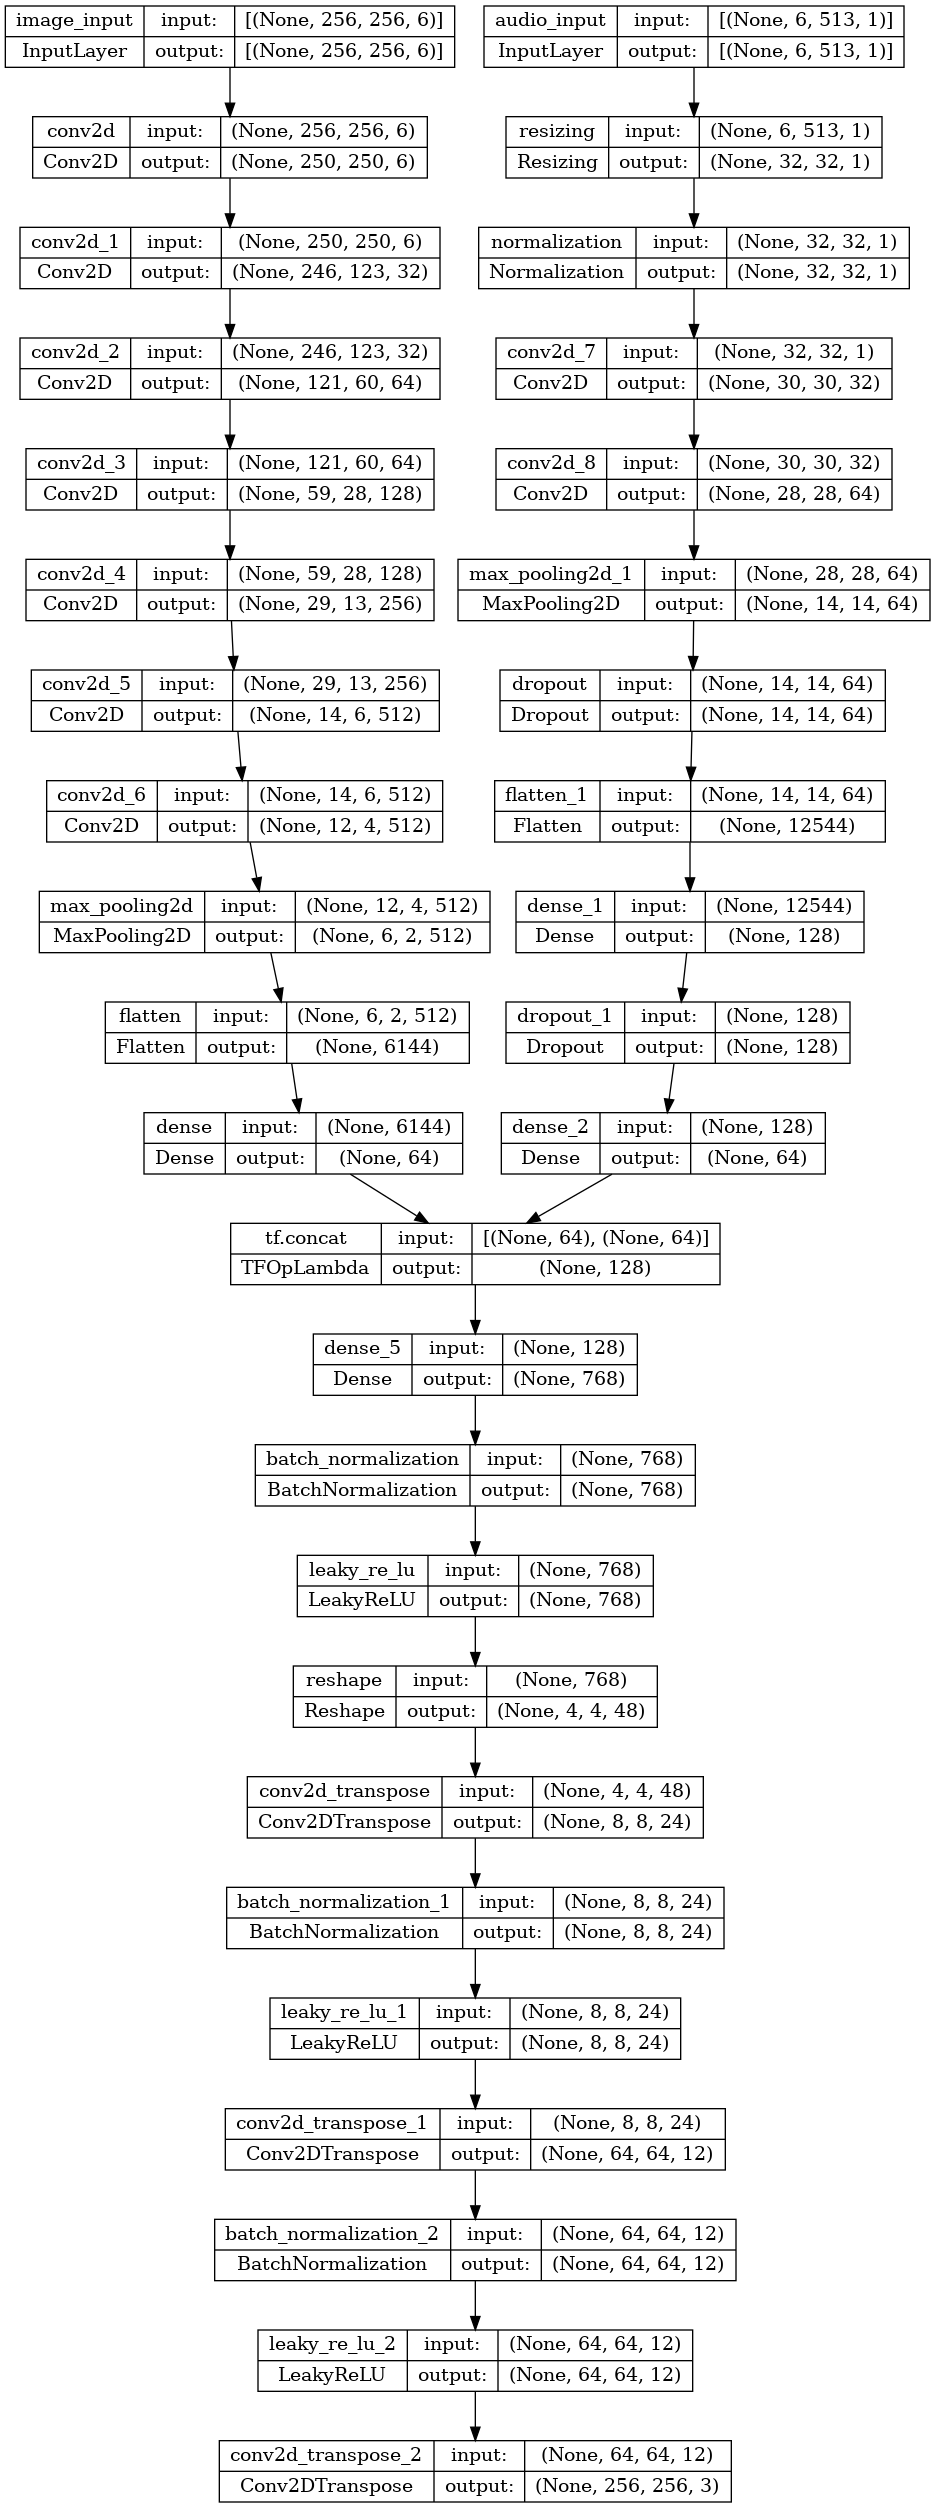 image_input input: [(None, 256, 256, 6)]
InputLayer output: [(None, 256, 256, 6)]
audio_input input: [(None, 6, 513, 1)]
InputLayer output: [(None, 6, 513, 1)]
conv2d input: (None, 256, 256, 6)
Conv2D output: (None, 250, 250, 6)
resizing input: (None, 6, 513, 1)
Resizing output: (None, 32, 32, 1)
conv2d_1 input: (None, 250, 250, 6)
Conv2D output: (None, 246, 123, 32)
normalization input: (None, 32, 32, 1)
Normalization output: (None, 32, 32, 1)
conv2d_2 input: (None, 246, 123, 32)
Conv2D output: (None, 121, 60, 64)
conv2d_7 input: (None, 32, 32, 1)
Conv2D output: (None, 30, 30, 32)
conv2d_3 input: (None, 121, 60, 64)
Conv2D output: (None, 59, 28, 128)
conv2d_8 input: (None, 30, 30, 32)
Conv2D output: (None, 28, 28, 64)
conv2d_4 input: (None, 59, 28, 128)
Conv2D output: (None, 29, 13, 256)
max_pooling2d_1 input: (None, 28, 28, 64)
MaxPooling2D output: (None, 14, 14, 64)
conv2d_5 input: (None, 29, 13, 256)
Conv2D output: (None, 14, 6, 512)
dropout input: (None, 14, 14, 64)
Dropout output: (None, 14, 14, 64)
conv2d_6 input: (None, 14, 6, 512)
Conv2D output: (None, 12, 4, 512)
flatten_1 input: (None, 14, 14, 64)
Flatten output: (None, 12544)
max_pooling2d input: (None, 12, 4, 512)
MaxPooling2D output: (None, 6, 2, 512)
dense_1 input: (None, 12544)
Dense output: (None, 128)
flatten input: (None, 6, 2, 512)
Flatten output: (None, 6144)
dropout_1 input: (None, 128)
Dropout output: (None, 128)
dense input: (None, 6144)
Dense output: (None, 64)
dense_2 input: (None, 128)
Dense output: (None, 64)
tf.concat input: [(None, 64), (None, 64)]
TFOpLambda output: (None, 128)
dense_5 input: (None, 128)
Dense output: (None, 768)
batch_normalization input: (None, 768)
BatchNormalization output: (None, 768)
leaky_re_lu input: (None, 768)
LeakyReLU output: (None, 768)
reshape input: (None, 768)
Reshape output: (None, 4, 4, 48)
conv2d_transpose input: (None, 4, 4, 48)
Conv2DTranspose output: (None, 8, 8, 24)
batch_normalization_1 input: (None, 8, 8, 24)
BatchNormalization output: (None, 8, 8, 24)
leaky_re_lu_1 input: (None, 8, 8, 24)
LeakyReLU output: (None, 8, 8, 24)
conv2d_transpose_1 input: (None, 8, 8, 24)
Conv2DTranspose output: (None, 64, 64, 12)
batch_normalization_2 input: (None, 64, 64, 12)
BatchNormalization output: (None, 64, 64, 12)
leaky_re_lu_2 input: (None, 64, 64, 12)
LeakyReLU output: (None, 64, 64, 12)
conv2d_transpose_2 input: (None, 64, 64, 12)
Conv2DTranspose output: (None, 256, 256, 3)